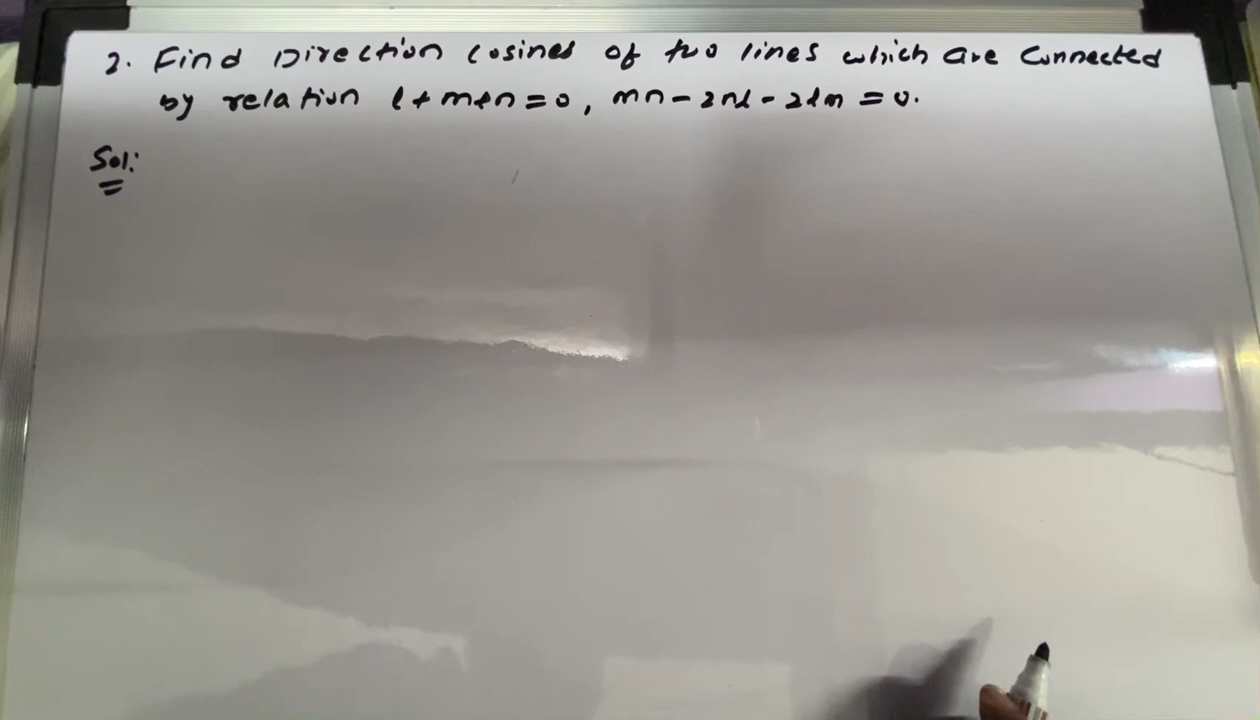 2. Find Direction Cosines of two lines which are Connected
by relation l+m+n=0, mn-2nl-2lm=0.
Sol: